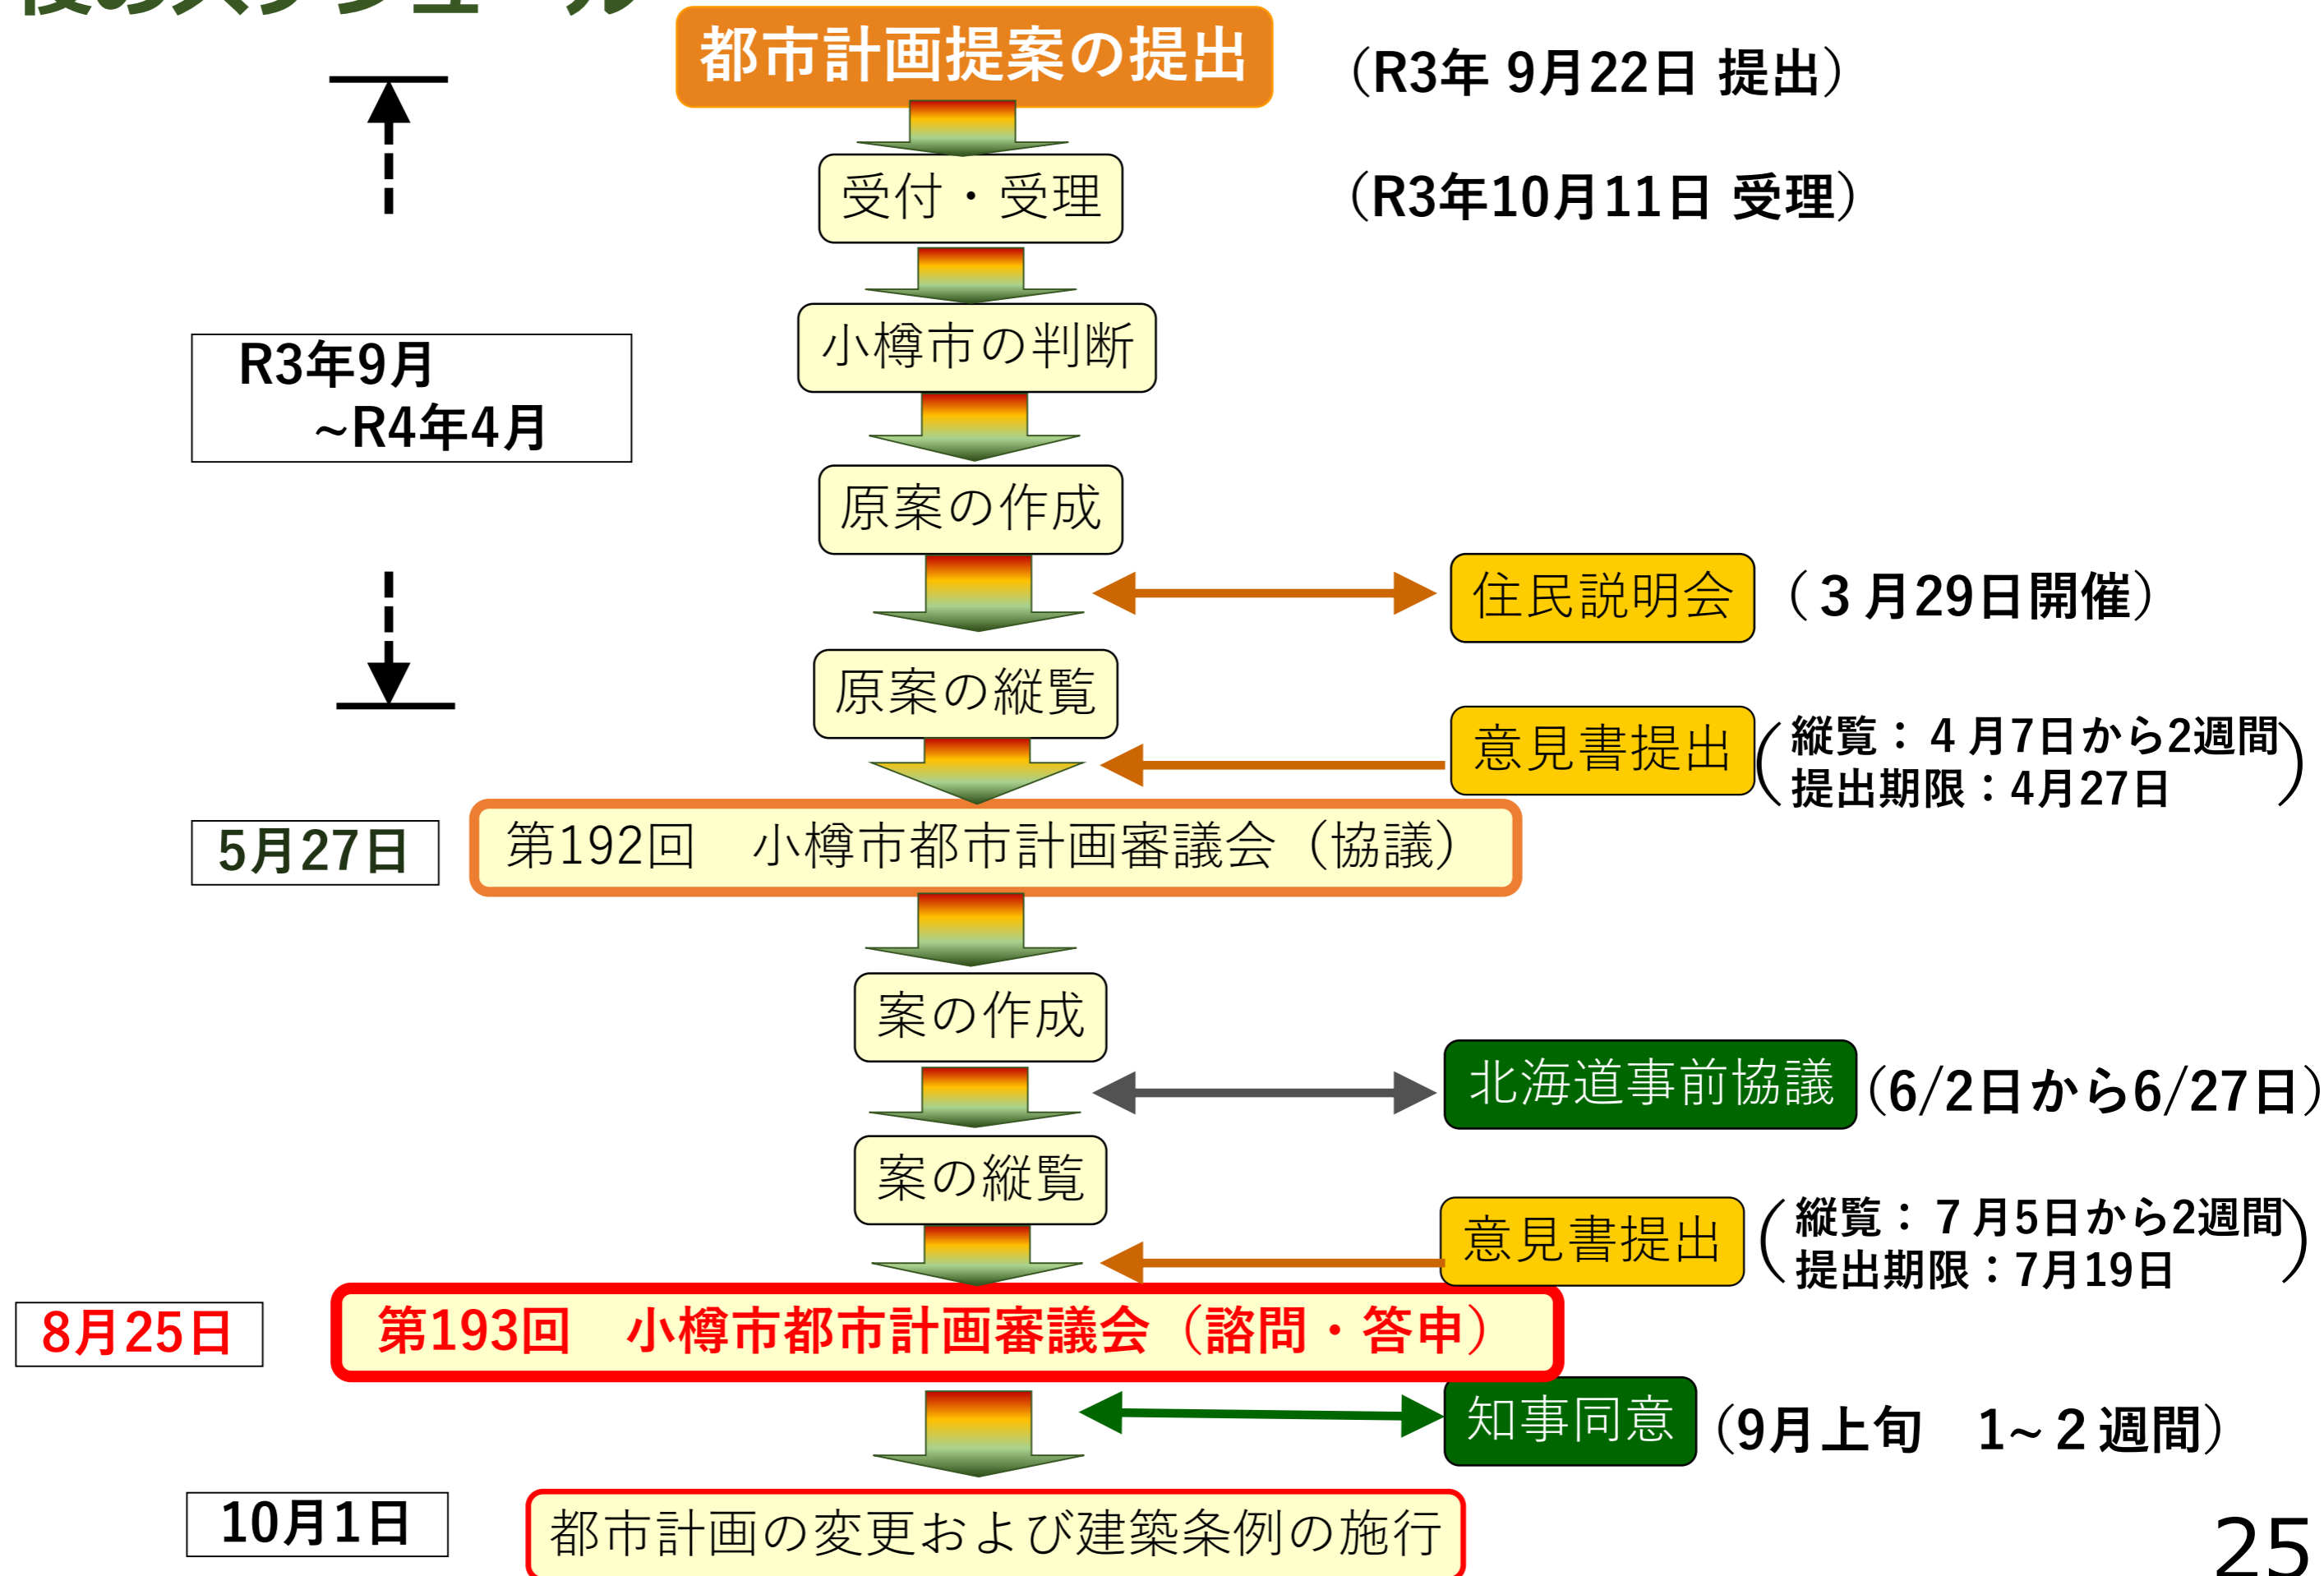 都市計画提案の提出
（R3年 9月22日 提出）
受付・受理
（R3年10月11日 受理）
小樽市の判断
R3年9月
~R4年4月
原案の作成
住民説明会
（３月29日開催）
原案の縦覧
意見書提出
（縦覧：４月7日から2週間
提出期限：4月27日）
5月27日
第192回　小樽市都市計画審議会（協議）
案の作成
北海道事前協議
（6/2日から6/27日）
案の縦覧
意見書提出
（縦覧：７月5日から2週間
提出期限：7月19日）
8月25日
第193回　小樽市都市計画審議会（諮問・答申）
知事同意
（9月上旬　1~２週間）
10月1日
都市計画の変更および建築条例の施行
25